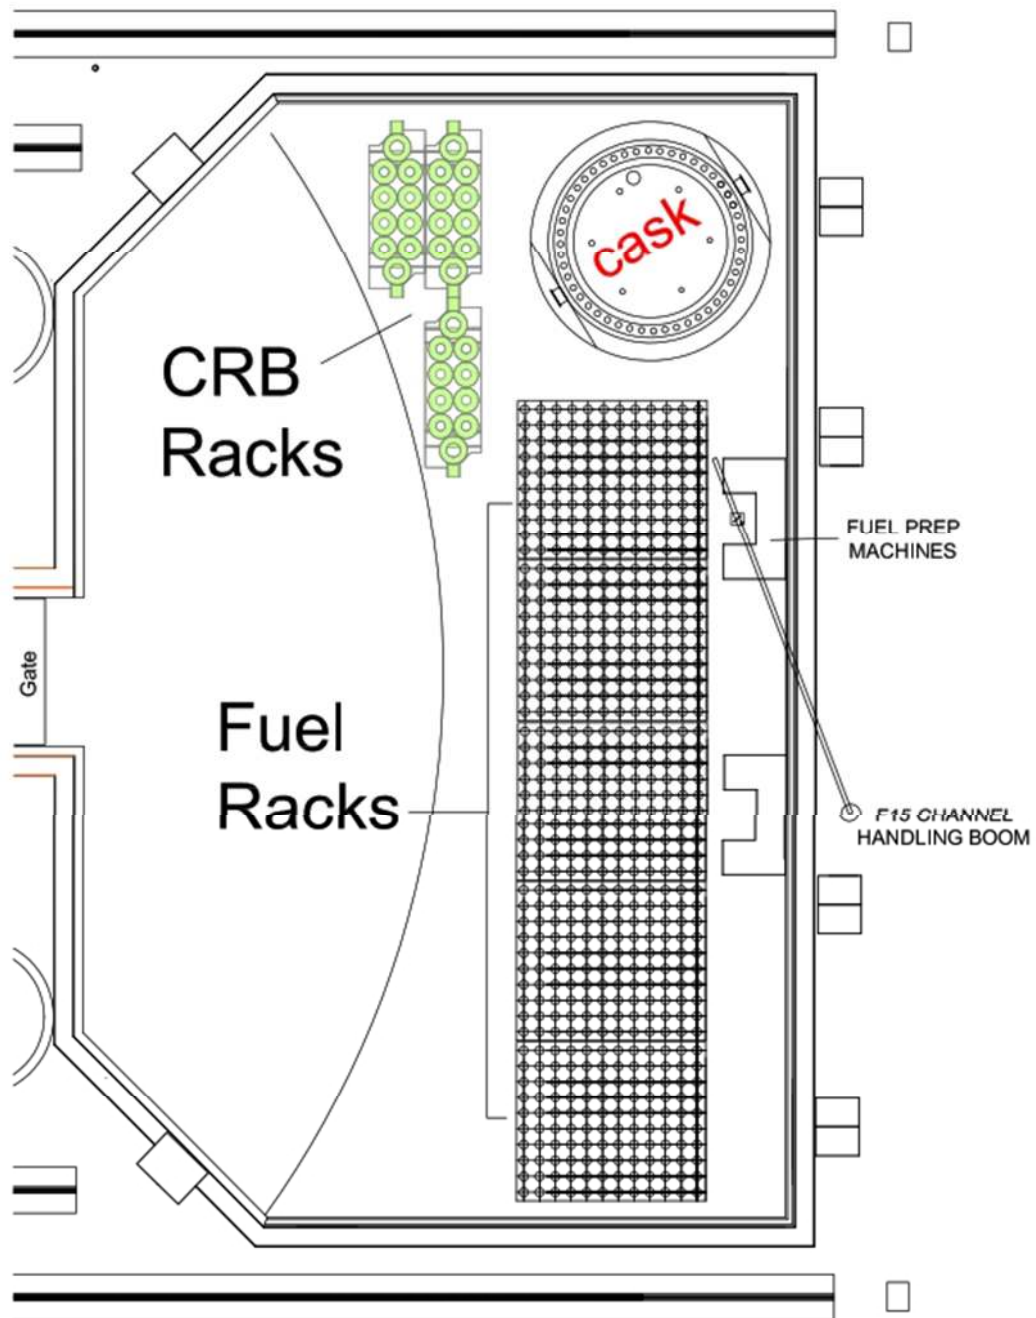 cask
CRB
Racks
FUEL PREP
MACHINES
Gate
Fuel
Racks
F15 CHANNEL
HANDLING BOOM